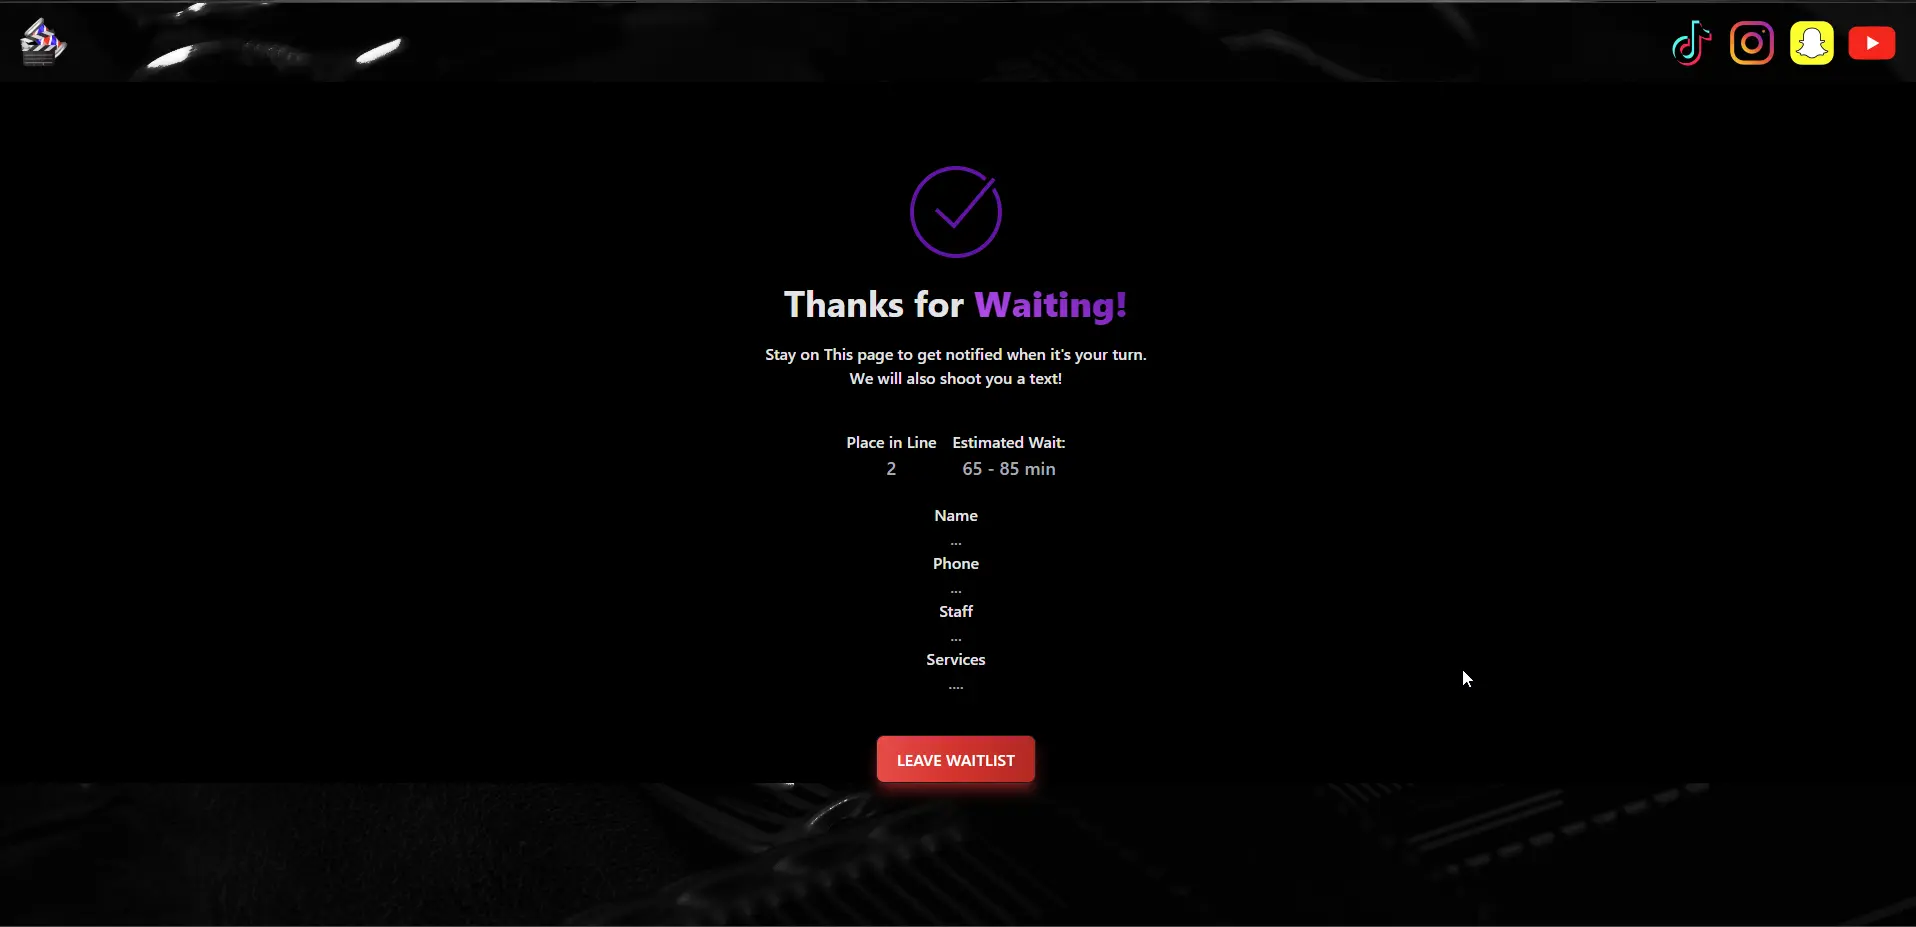 Thanks for Waiting!
Stay on This page to get notified when it's your turn.
We will also shoot you a text!
Place in Line Estimated Wait:
2 65 - 85 min
Name
...
Phone
...
Staff
...
Services
....
LEAVE WAITLIST